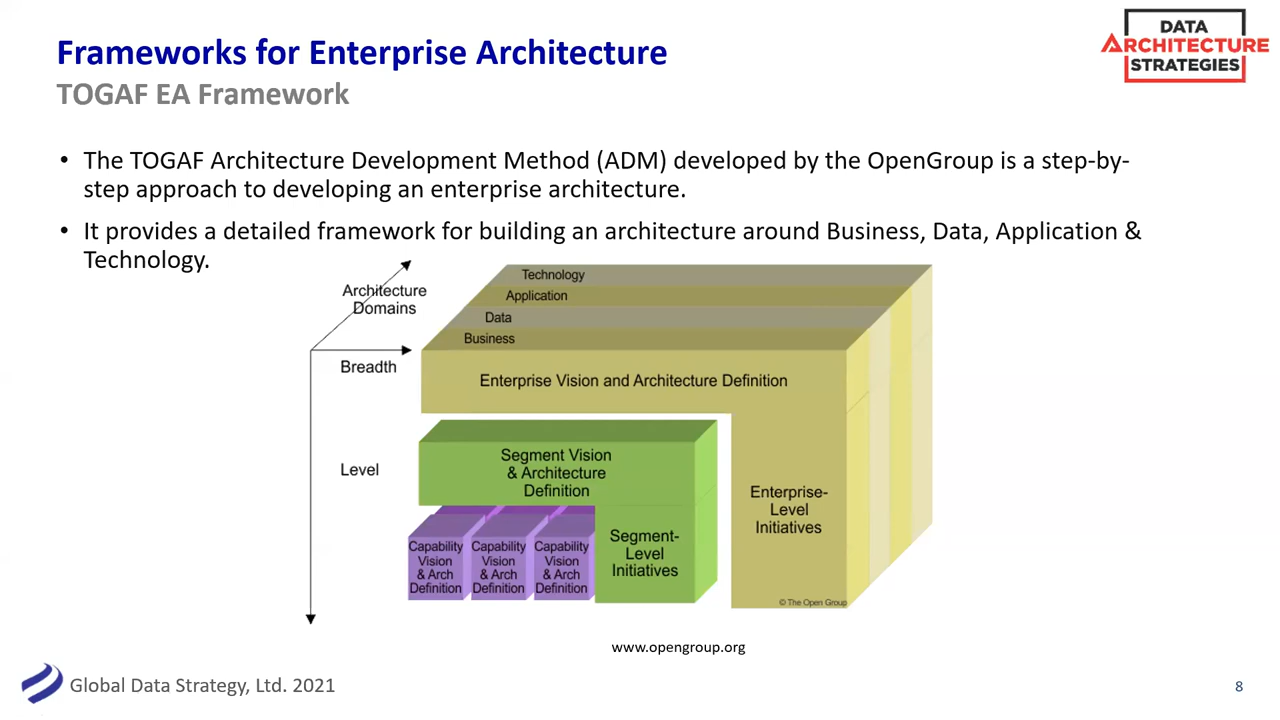 Frameworks for Enterprise Architecture
TOGAF EA Framework
DATA
ARCHITECTURE
STRATEGIES
• The TOGAF Architecture Development Method (ADM) developed by the OpenGroup is a step-by-
step approach to developing an enterprise architecture.
• It provides a detailed framework for building an architecture around Business, Data, Application &
Technology.
Architecture
Domains
Breadth
Level
Technology
Application
Data
Business
Enterprise Vision and Architecture Definition
Segment Vision
& Architecture
Definition
Enterprise-
Level
Initiatives
Segment-
Level
Initiatives
Capability
Vision
& Arch
Definition
Capability
Vision
& Arch
Definition
Capability
Vision
& Arch
Definition
© The Open Group
www.opengroup.org
Global Data Strategy, Ltd. 2021
8